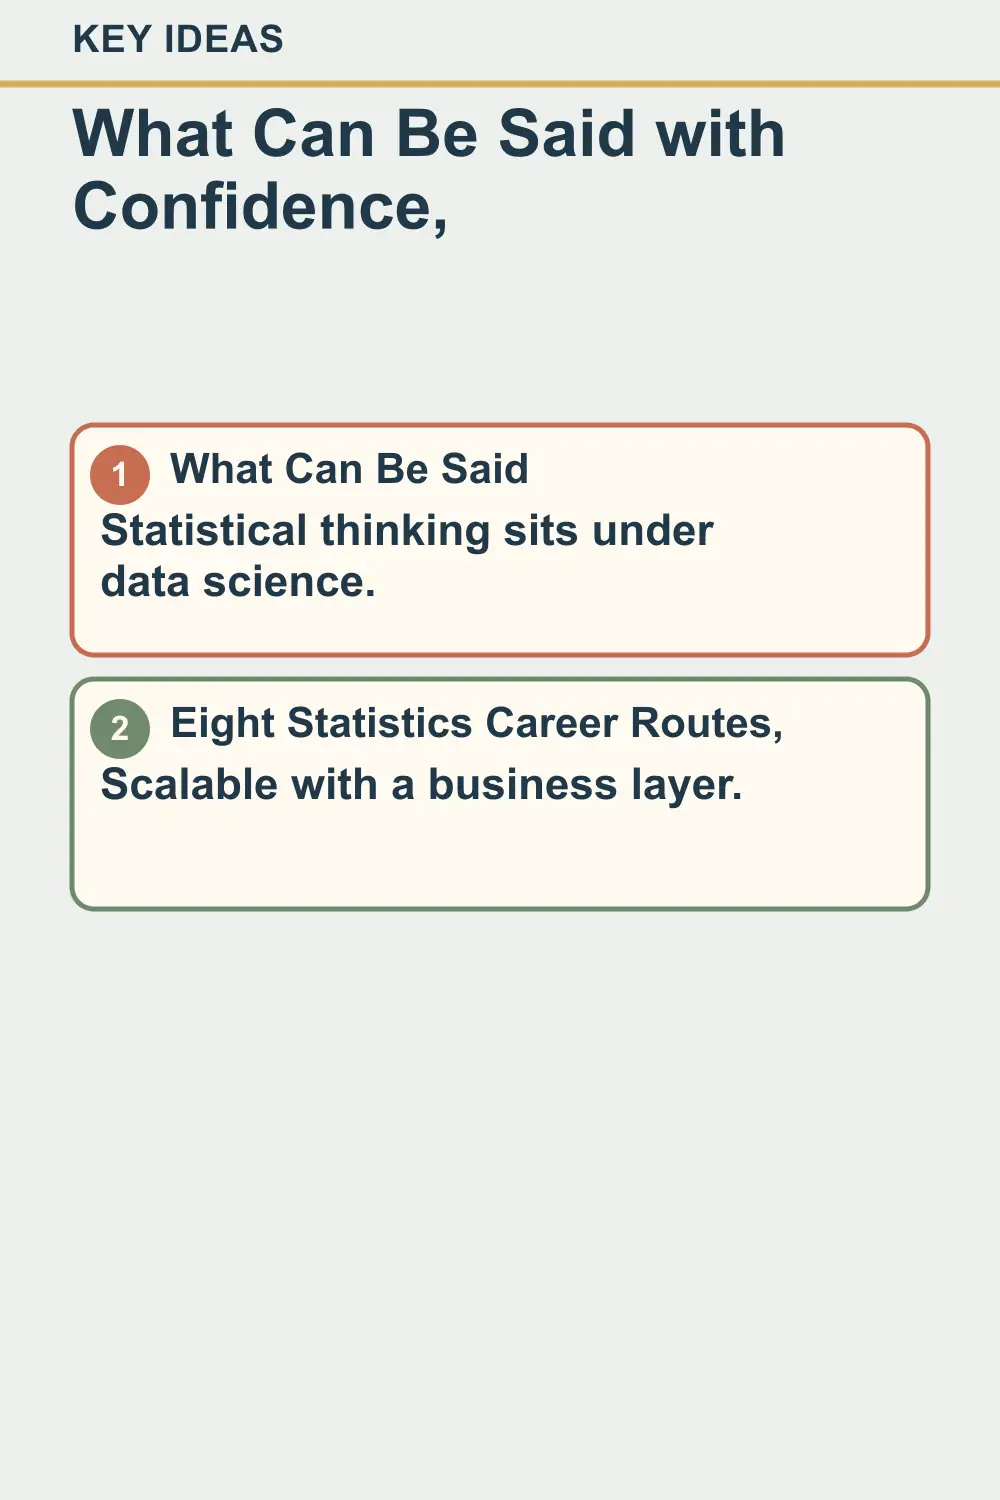 KEY IDEAS
What Can Be Said with
Confidence,
1 What Can Be Said
Statistical thinking sits under
data science.
2 Eight Statistics Career Routes,
Scalable with a business layer.